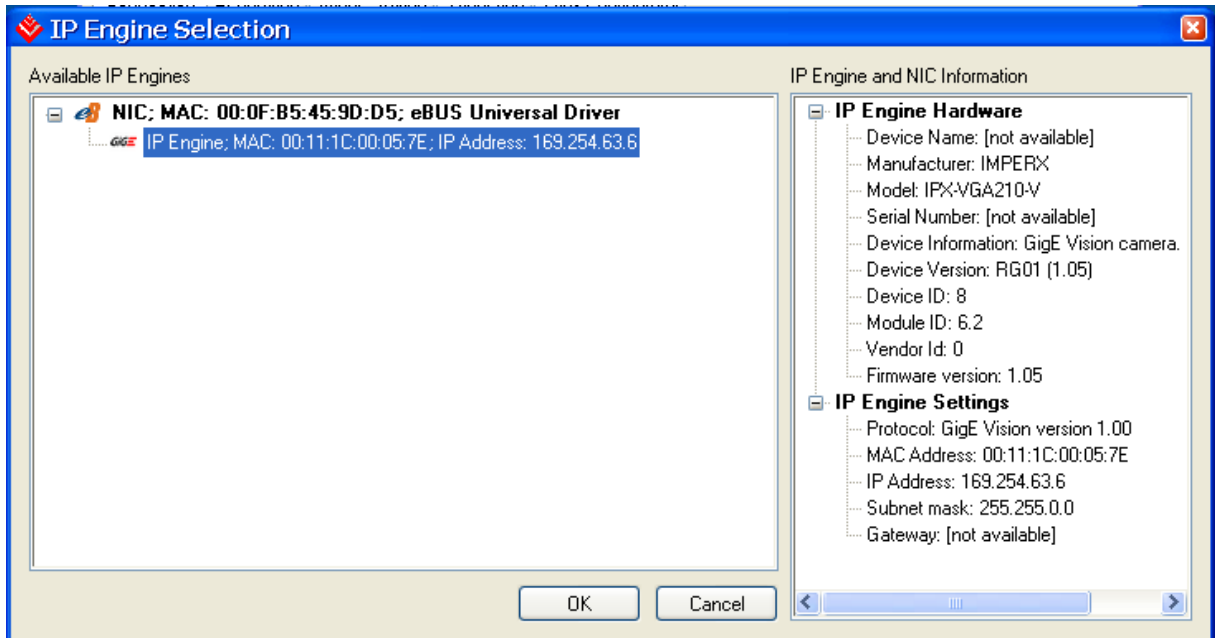 IP Engine Selection
Available IP Engines
NIC; MAC: 00:0F:B5:45:9D:D5; eBUS Universal Driver
GIGE IP Engine; MAC: 00:11:1C:00:05:7E; IP Address: 169.254.63.6
OK
Cancel
IP Engine and NIC Information
IP Engine Hardware
Device Name: [not available]
Manufacturer: IMPERX
Model: IPX-VGA210-V
Serial Number: [not available]
Device Information: GigE Vision camera.
Device Version: RG01 (1.05)
Device ID: 8
Module ID: 6.2
Vendor Id: 0
Firmware version: 1.05
IP Engine Settings
Protocol: GigE Vision version 1.00
MAC Address: 00:11:1C:00:05:7E
IP Address: 169.254.63.6
Subnet mask: 255.255.0.0
Gateway: [not available]